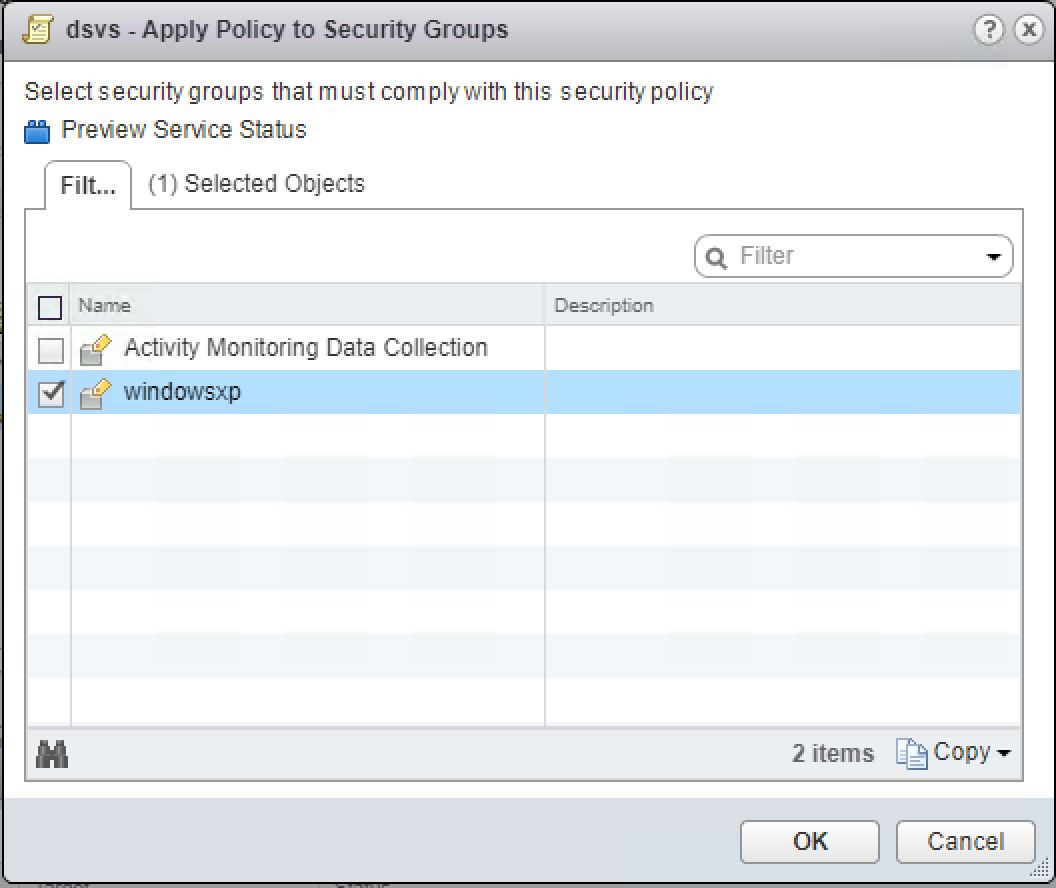 dsvs - Apply Policy to Security Groups
Select security groups that must comply with this security policy
Preview Service Status
Filt... (1) Selected Objects
Filter
Name Description
Activity Monitoring Data Collection
windowsxp
2 items Copy
OK Cancel